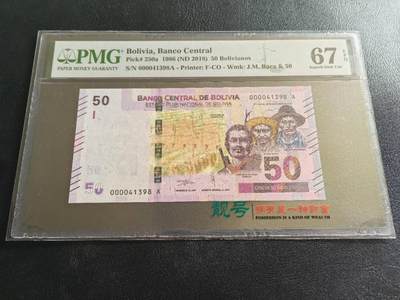 PMG
PAPER MONEY GUARANTY
Bolivia, Banco Central
Pick# 250a 1986 (ND 2018) 50 Bolivianos
S/N 000041398A - Printer: F-CO - Wmk: J.M. Baca & 50
67 EPQ
Superb Gem Unc
50
BANCO CENTRAL DE BOLIVIA
ESTADO PLURINACIONAL DE BOLIVIA
000041398 A
50
50
000041398 A
靓号
POSSESSION IS A KIND OF WEALTH